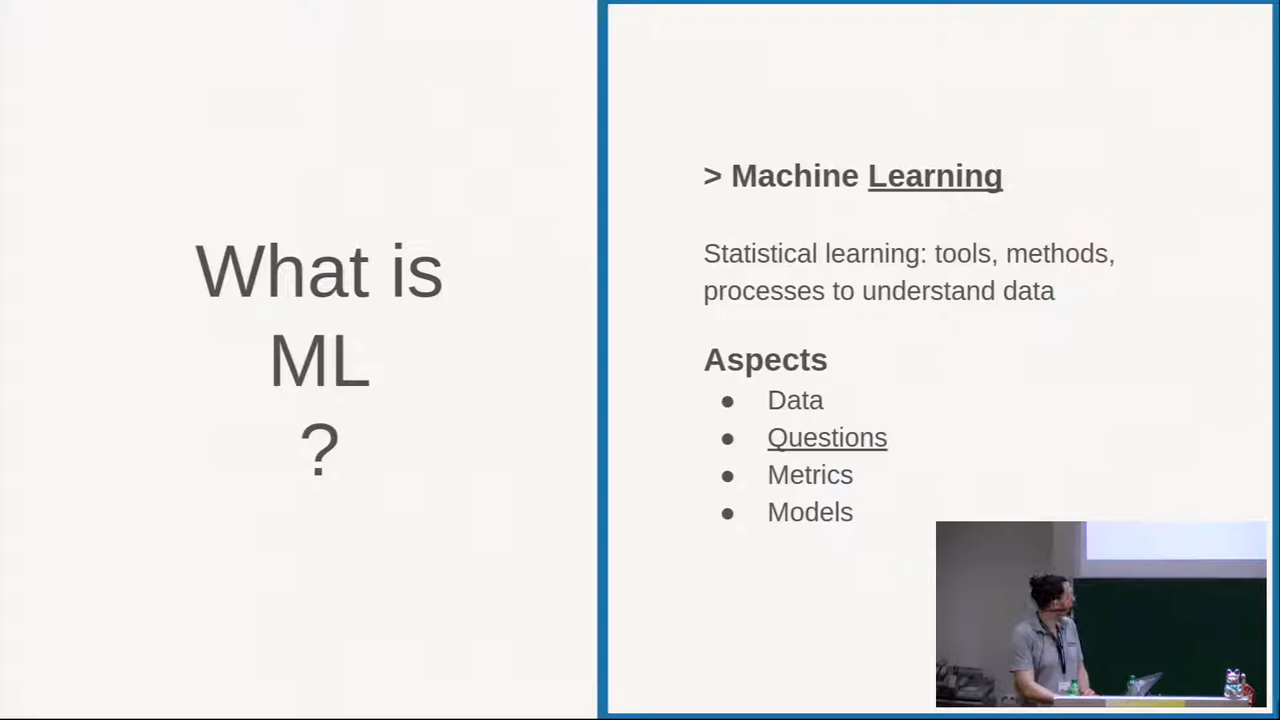 What is
ML
?
> Machine Learning
Statistical learning: tools, methods,
processes to understand data
Aspects
● Data
● Questions
● Metrics
● Models